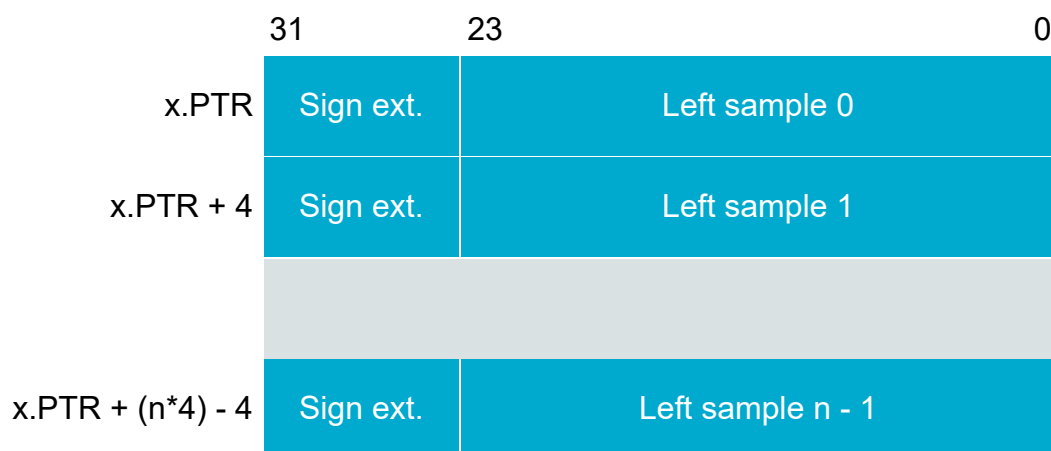 31 23 0
x.PTR Sign ext. Left sample 0
x.PTR + 4 Sign ext. Left sample 1
x.PTR + (n*4) - 4 Sign ext. Left sample n - 1